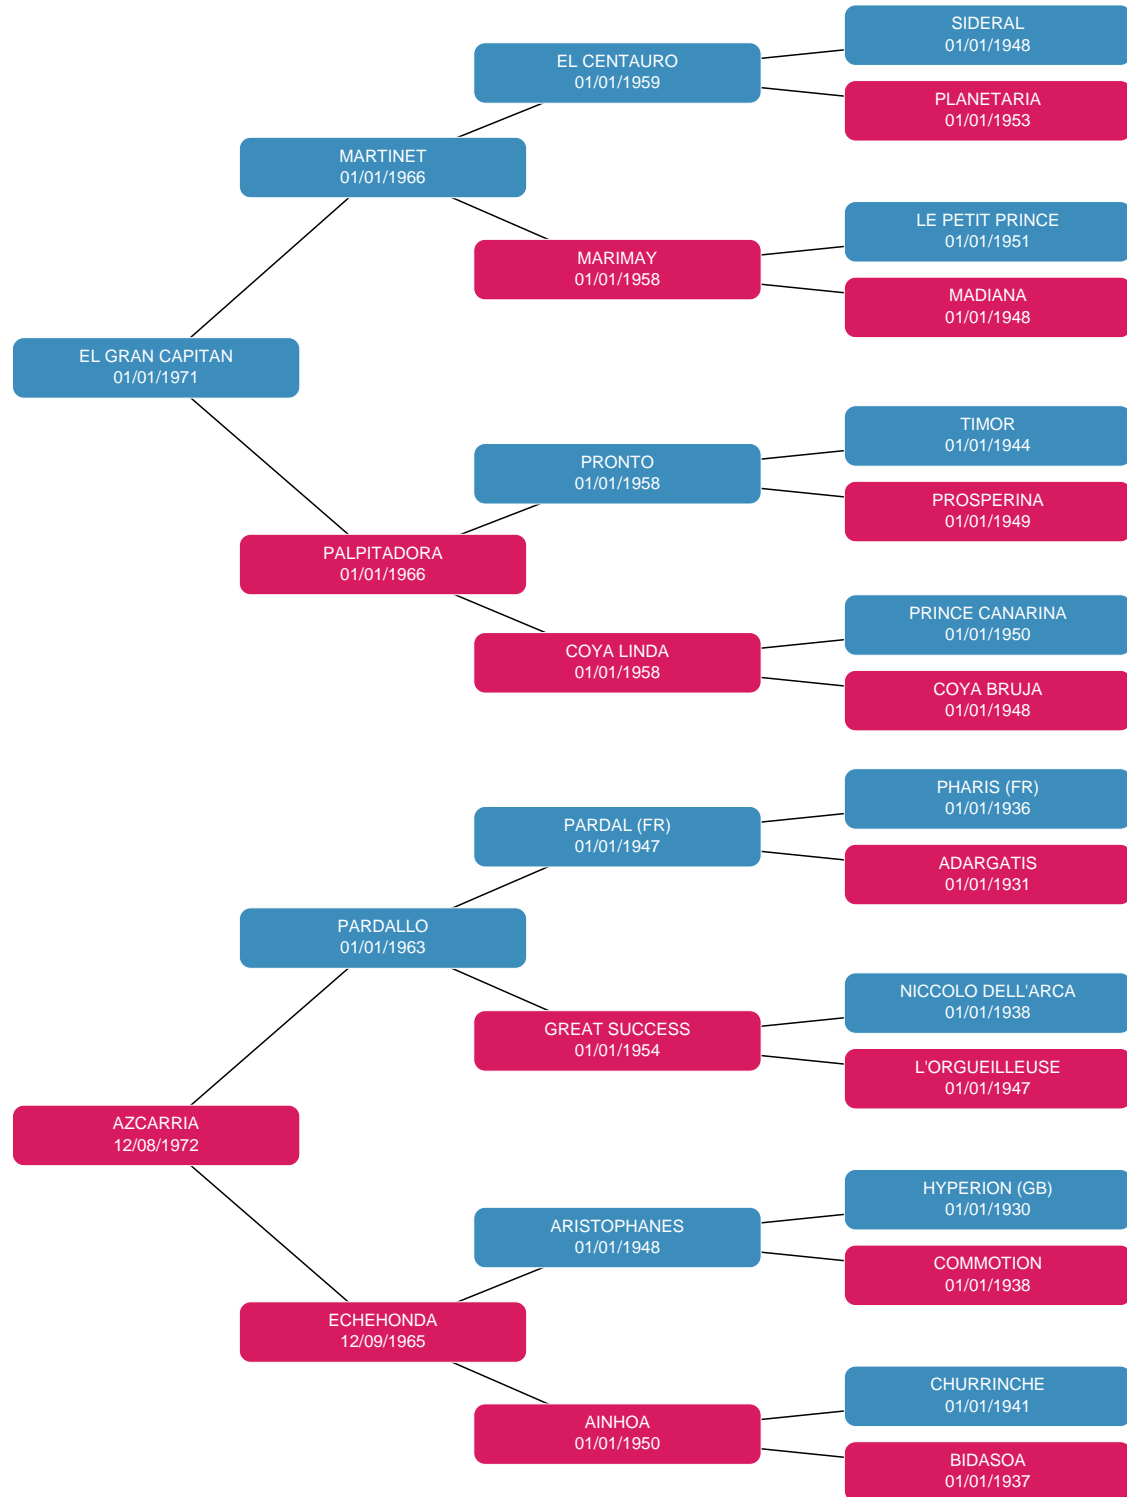 SIDERAL
01/01/1948
EL CENTAURO
01/01/1959
PLANETARIA
01/01/1953
MARTINET
01/01/1966
LE PETIT PRINCE
01/01/1951
MARIMAY
01/01/1958
MADIANA
01/01/1948
EL GRAN CAPITAN
01/01/1971
TIMOR
01/01/1944
PRONTO
01/01/1958
PROSPERINA
01/01/1949
PALPITADORA
01/01/1966
PRINCE CANARINA
01/01/1950
COYA LINDA
01/01/1958
COYA BRUJA
01/01/1948
PHARIS (FR)
01/01/1936
PARDAL (FR)
01/01/1947
ADARGATIS
01/01/1931
PARDALLO
01/01/1963
NICCOLO DELL'ARCA
01/01/1938
GREAT SUCCESS
01/01/1954
L'ORGUEILLEUSE
01/01/1947
AZCARRIA
12/08/1972
HYPERION (GB)
01/01/1930
ARISTOPHANES
01/01/1948
COMMOTION
01/01/1938
ECHEHONDA
12/09/1965
CHURRINCHE
01/01/1941
AINHOA
01/01/1950
BIDASOA
01/01/1937